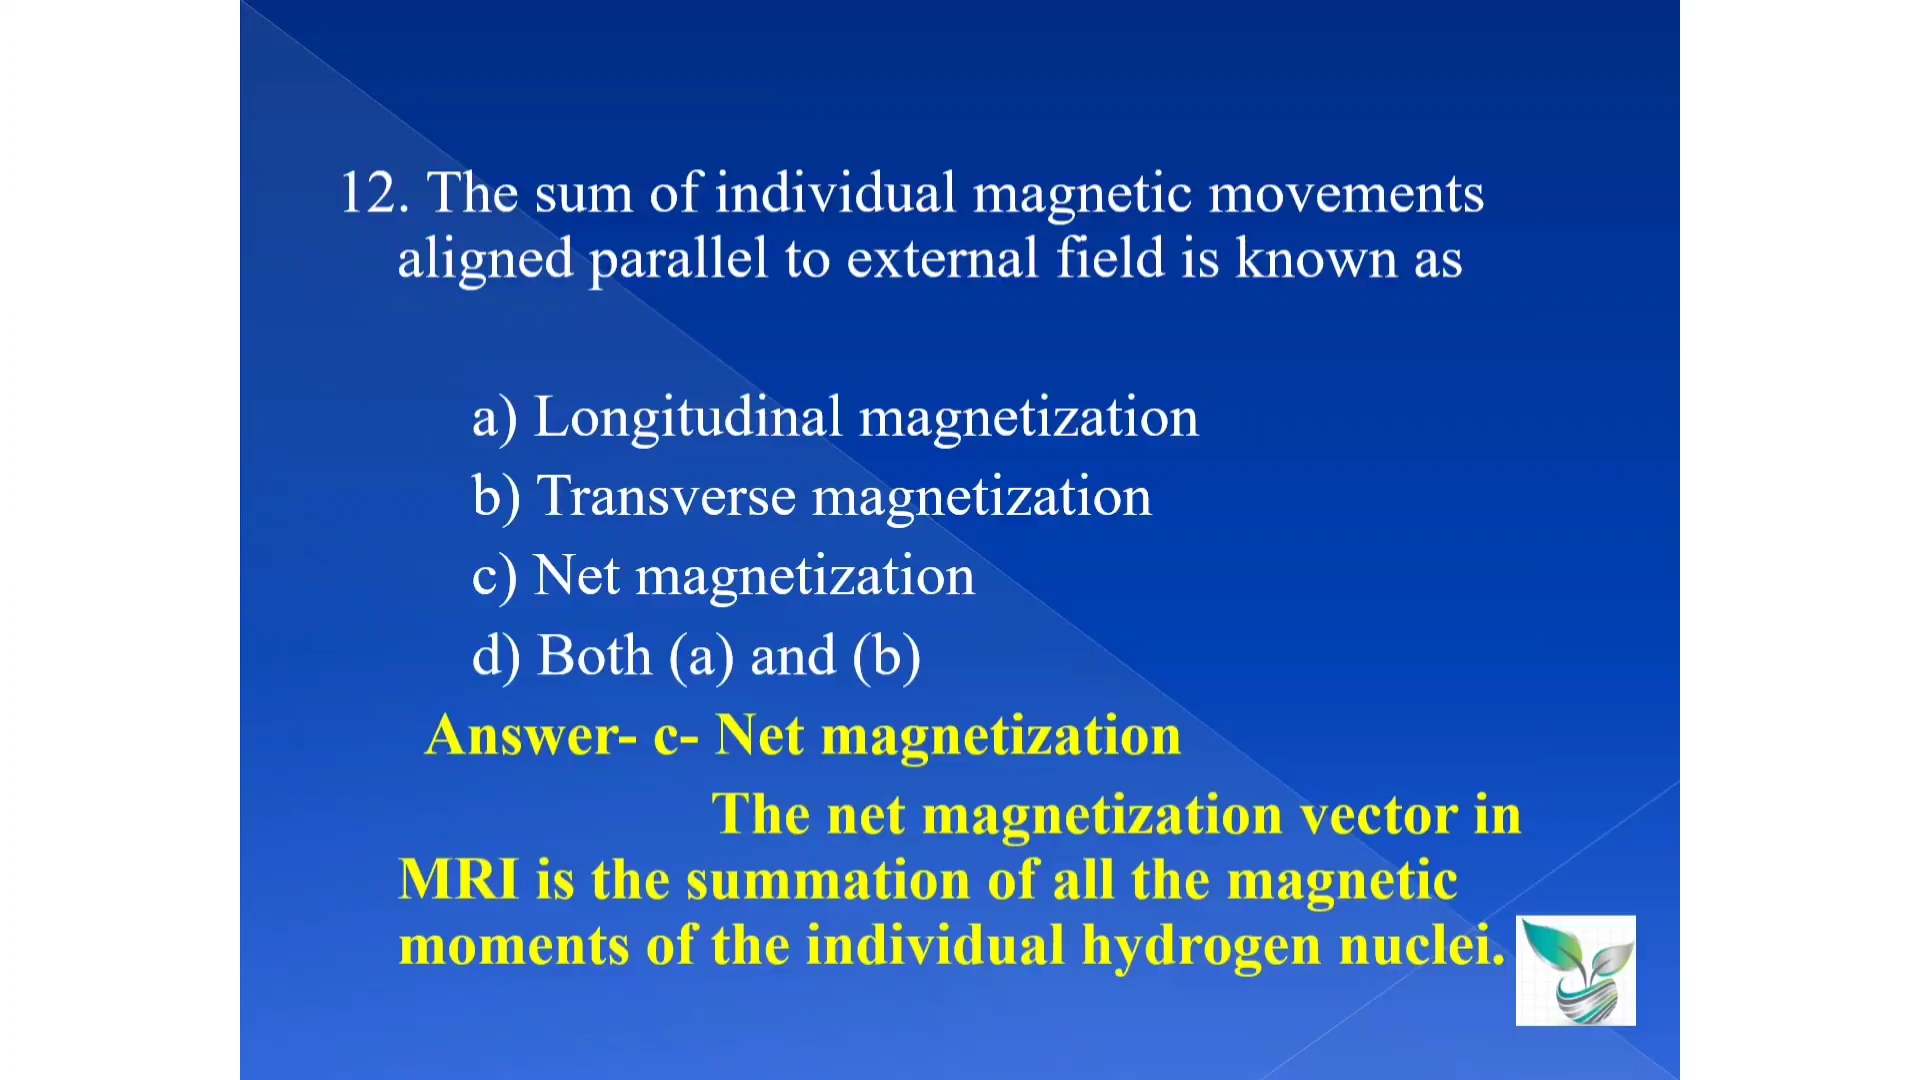 12. The sum of individual magnetic movements
aligned parallel to external field is known as
a) Longitudinal magnetization
b) Transverse magnetization
c) Net magnetization
d) Both (a) and (b)
Answer- c- Net magnetization
The net magnetization vector in
MRI is the summation of all the magnetic
moments of the individual hydrogen nuclei.